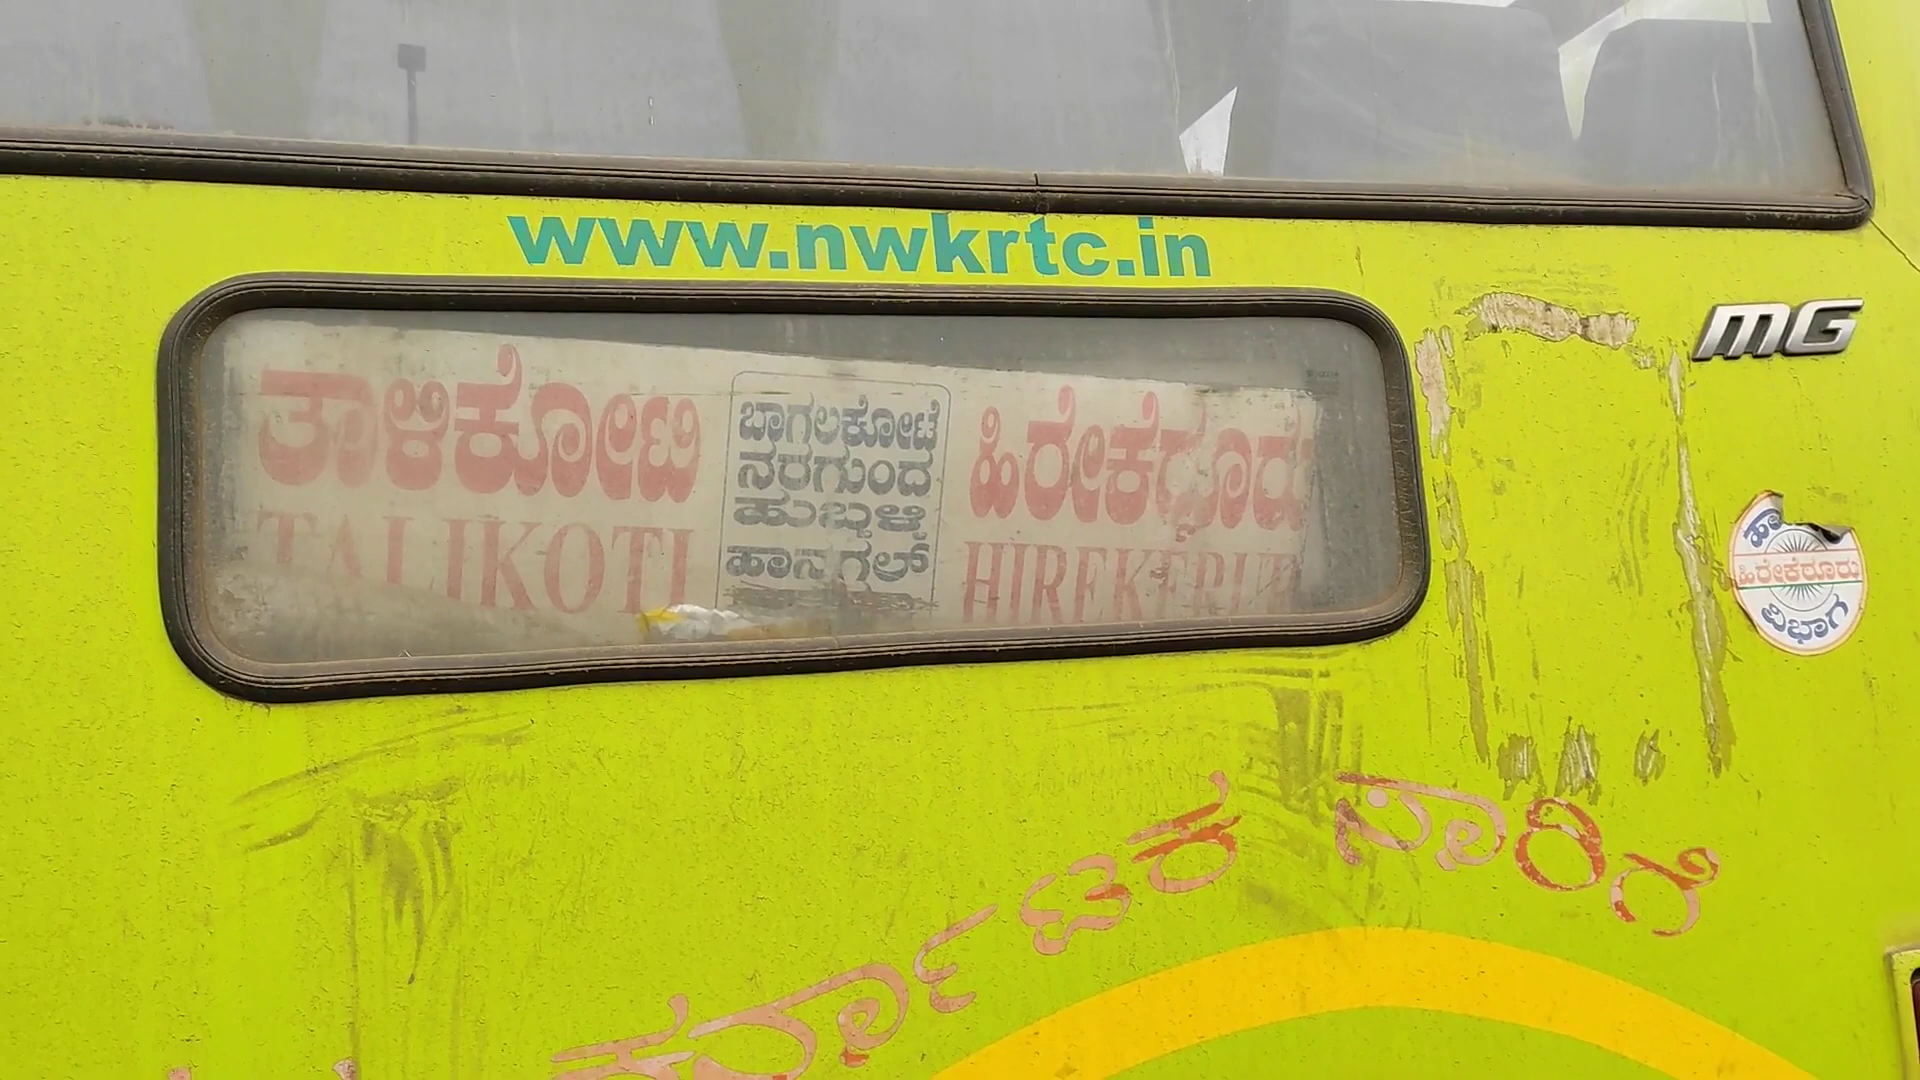 www.nwkrtc.in
MG
ತಾಳಿಕೋಟಿ
TALIKOTI
ಬಾಗಲಕೋಟೆ
ನರಗುಂದ
ಹುಬ್ಬಳ್ಳಿ
ಹಾನಗಲ್
ಹಿರೇಕೆರೂರು
HIREKERUR
ಹಿರೇಕೆರೂರು
ವಿಭಾಗ
ಕರ್ನಾಟಕ ಸಾರಿಗೆ